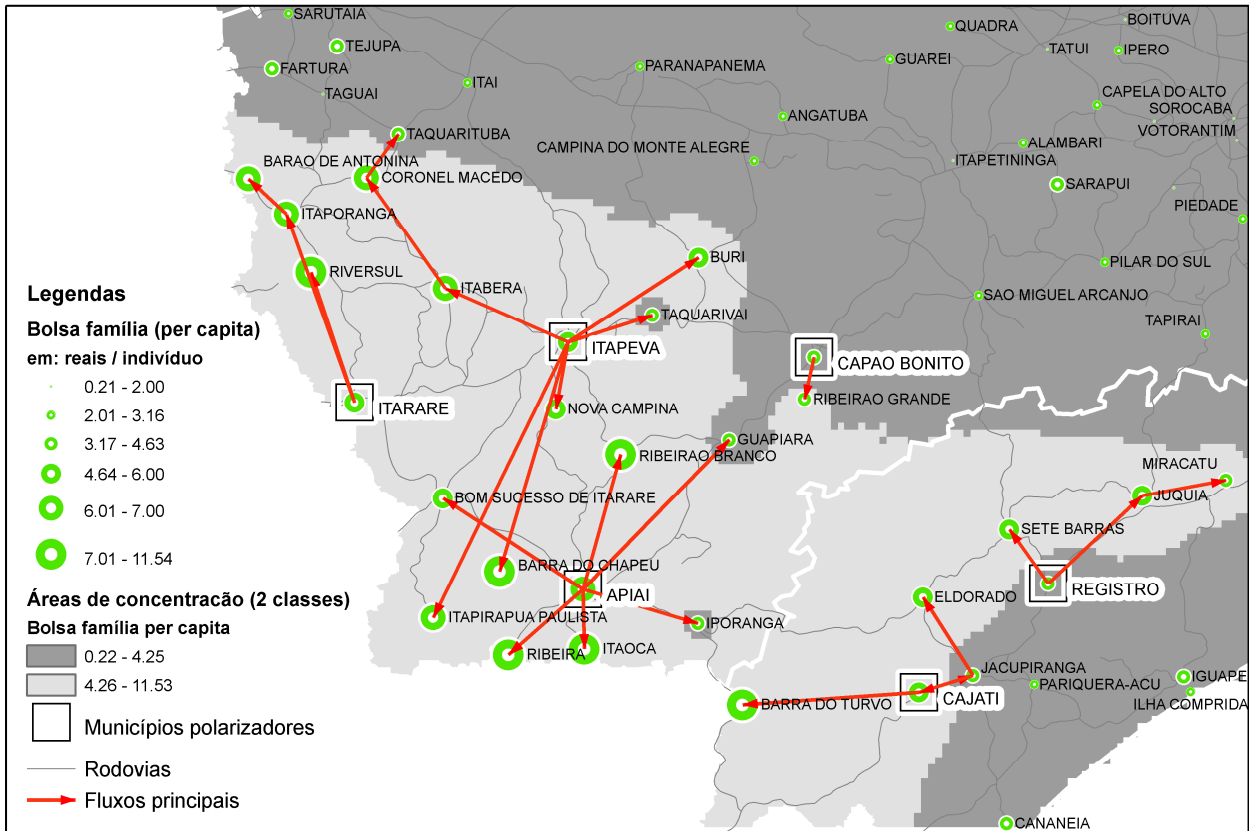 SARUTAIA
TEJUPA
FARTURA
TAGUAI
ITAI
PARANAPANEMA
QUADRA
BOITUVA
TATUI
IPERO
GUAREI
CAPELA DO ALTO
SOROCABA
VOTORANTIM
ANGATUBA
ALAMBARI
TAQUARITUBA
CAMPINA DO MONTE ALEGRE
ITAPETININGA
SARAPUI
BARAO DE ANTONINA
CORONEL MACEDO
PIEDADE
ITAPORANGA
BURI
PILAR DO SUL
RIVERSUL
ITABERA
SAO MIGUEL ARCANJO
TAQUARIVAI
TAPIRAI
ITAPEVA
CAPAO BONITO
ITARARE
NOVA CAMPINA
RIBEIRAO GRANDE
GUAPIARA
RIBEIRAO BRANCO
MIRACATU
JUQUIA
BOM SUCESSO DE ITARARE
SETE BARRAS
BARRA DO CHAPEU
APIAI
REGISTRO
ELDORADO
ITAPIRAPUA PAULISTA
IPORANGA
RIBEIRA
ITAOCA
JACUPIRANGA
PARIQUERA-ACU
IGUAPE
CAJATI
ILHA COMPRIDA
BARRA DO TURVO
CANANEIA
Legendas
Bolsa família (per capita)
em: reais / indivíduo
0.21 - 2.00
2.01 - 3.16
3.17 - 4.63
4.64 - 6.00
6.01 - 7.00
7.01 - 11.54
Áreas de concentracão (2 classes)
Bolsa família per capita
0.22 - 4.25
4.26 - 11.53
Municípios polarizadores
Rodovias
Fluxos principais